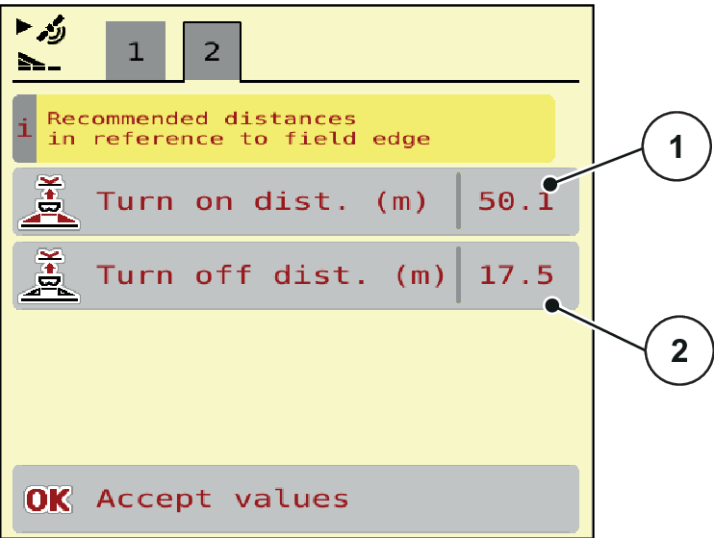 1 2
i Recommended distances
in reference to field edge
1
Turn on dist. (m) 50.1
Turn off dist. (m) 17.5
2
OK Accept values